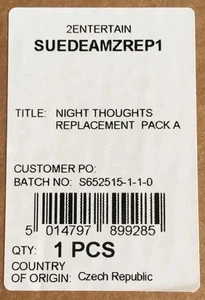 2ENTERTAIN
SUEDEAMZREP1
TITLE: NIGHT THOUGHTS
REPLACEMENT PACK A
CUSTOMER PO:
BATCH NO: S652515-1-1-0
5 014797 899285
QTY: 1 PCS
COUNTRY
OF ORIGIN: Czech Republic